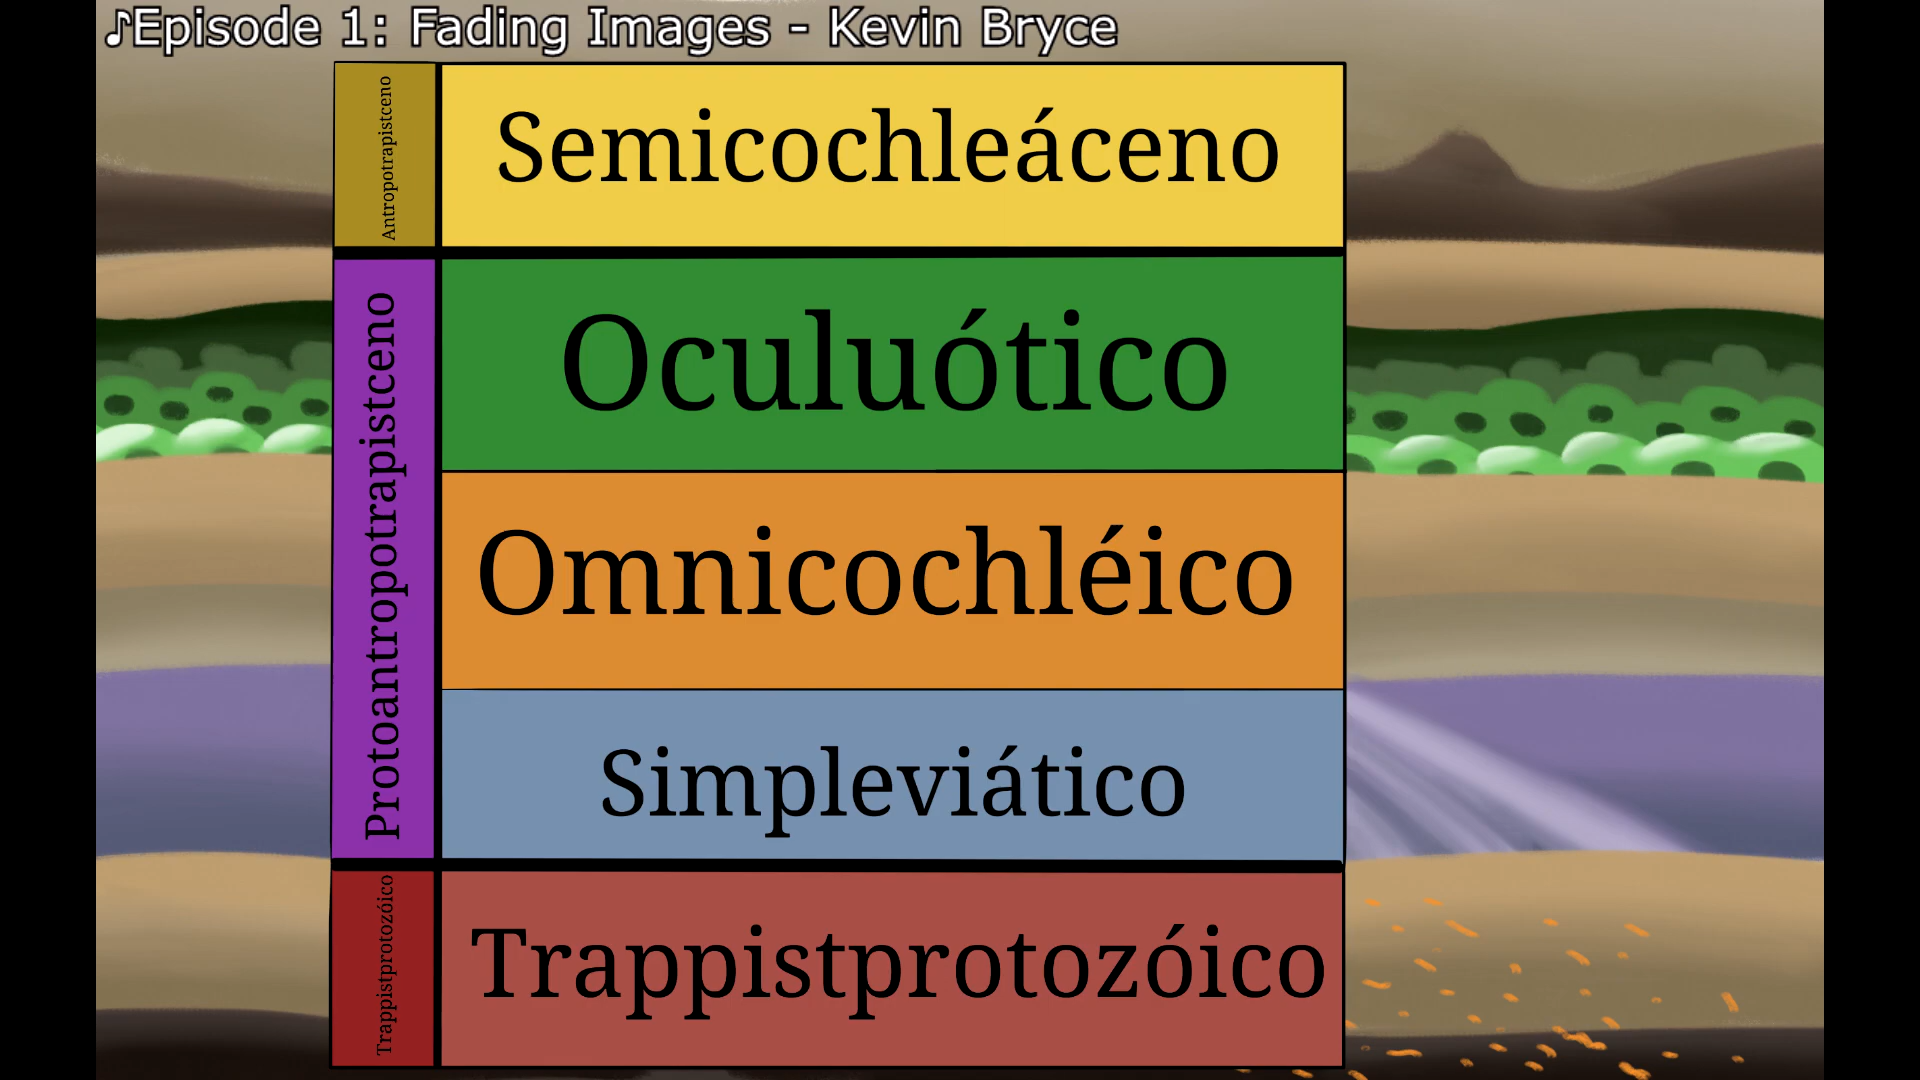 ♪Episode 1: Fading Images - Kevin Bryce
Antropotrapistceno
Semicochleáceno
Protoantropotrapistceno
Oculuótico
Omnicochléico
Simpleviático
Trappistprotozóico
Trappistprotozóico